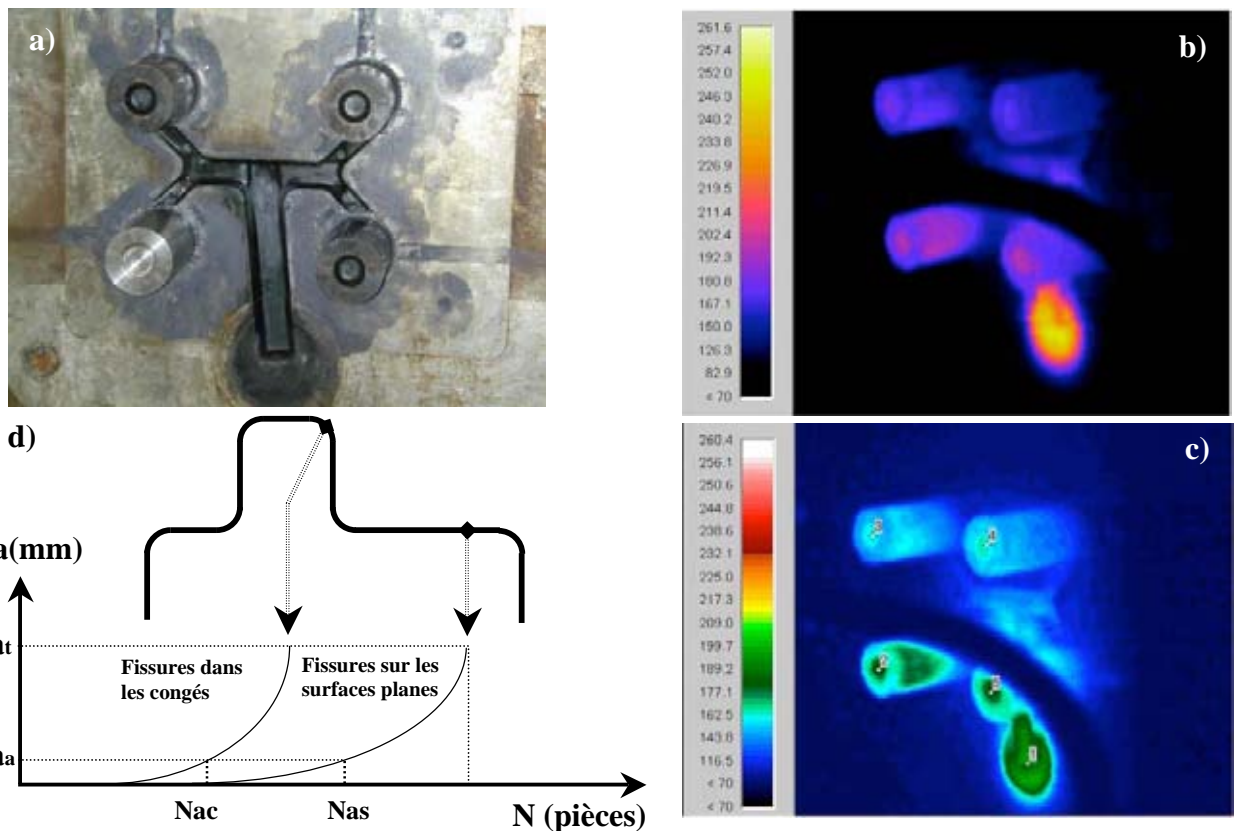 a)
b)
261.6
257.4
252.0
246.3
240.2
233.8
226.9
219.5
211.4
202.4
192.3
180.8
167.1
150.0
126.3
82.9
< 70
d)
a(mm)
at
Fissures dans
les congés
Fissures sur les
surfaces planes
aa
Nac
Nas
N (pièces)
c)
260.4
256.1
250.6
244.8
238.6
232.1
225.0
217.3
209.0
199.7
189.2
177.1
162.5
143.8
116.5
< 70
< 70
3
4
2
1